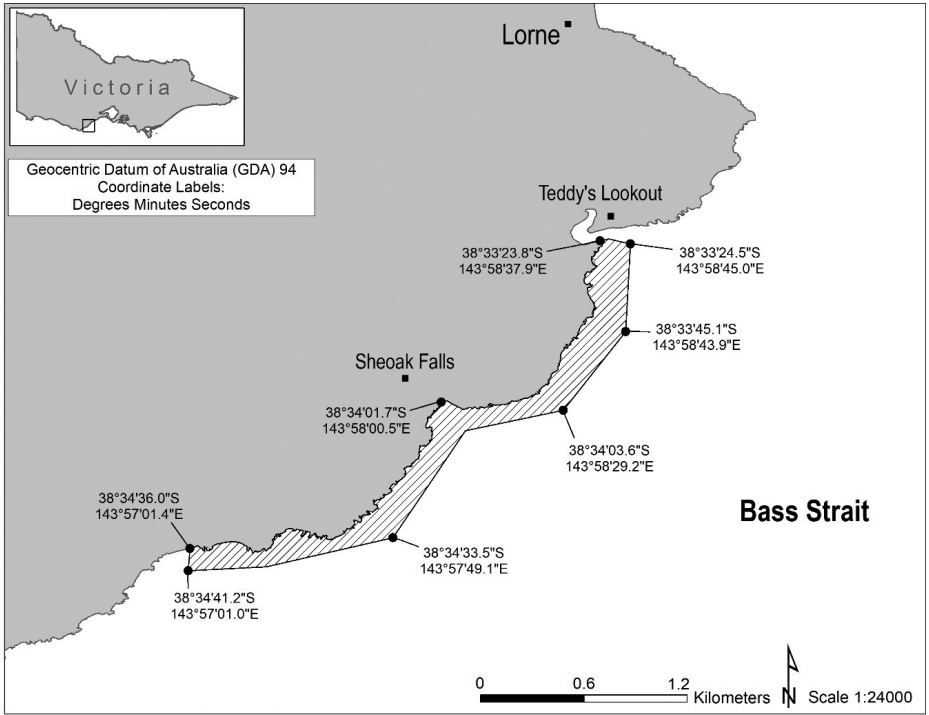 Lorne
Victoria
Geocentric Datum of Australia (GDA) 94
Coordinate Labels:
Degrees Minutes Seconds
Teddy's Lookout
38°33'23.8"S
143°58'37.9"E
38°33'24.5"S
143°58'45.0"E
38°33'45.1"S
143°58'43.9"E
Sheoak Falls
38°34'01.7"S
143°58'00.5"E
38°34'03.6"S
143°58'29.2"E
38°34'36.0"S
143°57'01.4"E
Bass Strait
38°34'33.5"S
143°57'49.1"E
38°34'41.2"S
143°57'01.0"E
0 0.6 1.2
Kilometers N Scale 1:24000